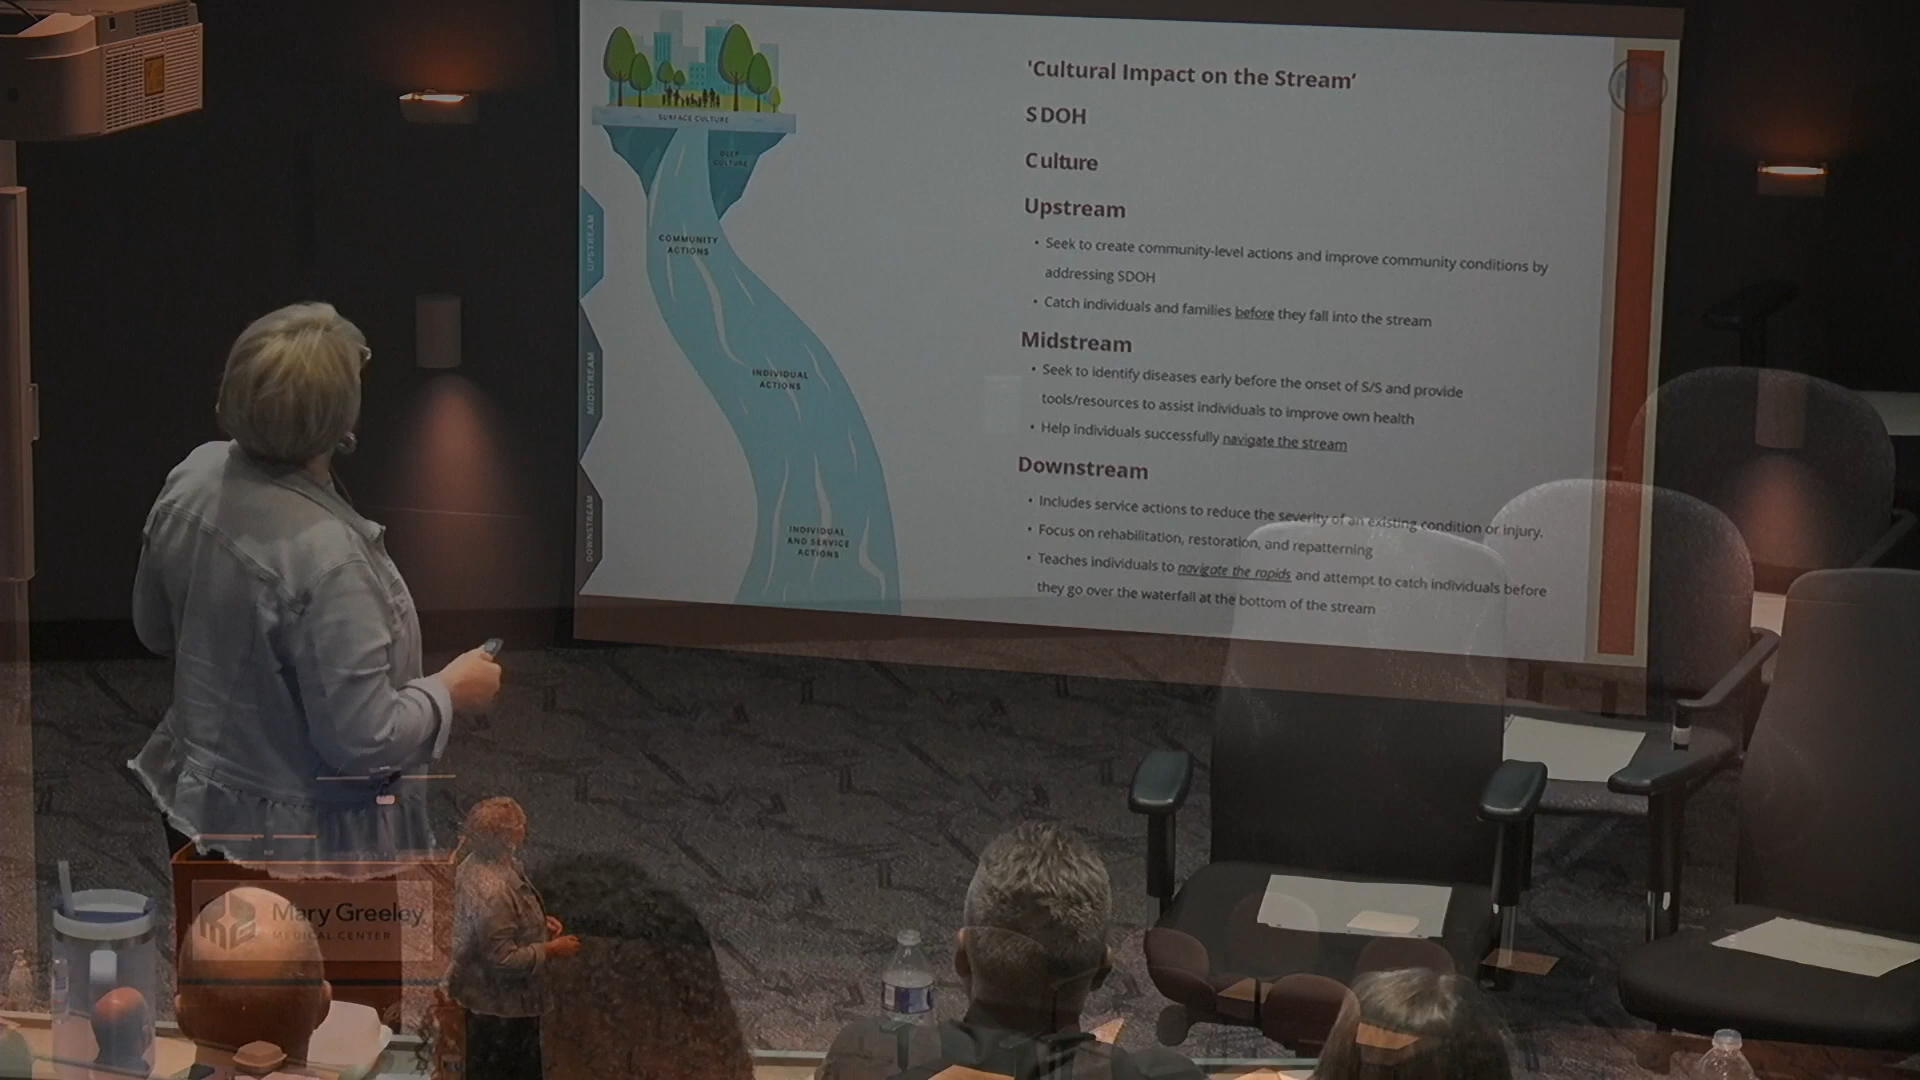 SURFACE CULTURE
DEEP
CULTURE
UPSTREAM
COMMUNITY
ACTIONS
MIDSTREAM
INDIVIDUAL
ACTIONS
DOWNSTREAM
INDIVIDUAL
AND SERVICE
ACTIONS
'Cultural Impact on the Stream'
SDOH
Culture
Upstream
• Seek to create community-level actions and improve community conditions by
addressing SDOH
• Catch individuals and families before they fall into the stream
Midstream
• Seek to identify diseases early before the onset of S/S and provide
tools/resources to assist individuals to improve own health
• Help individuals successfully navigate the stream
Downstream
• Includes service actions to reduce the severity of an existing condition or injury.
• Focus on rehabilitation, restoration, and repatterning
• Teaches individuals to navigate the rapids and attempt to catch individuals before
they go over the waterfall at the bottom of the stream
Mary Greeley
MEDICAL CENTER